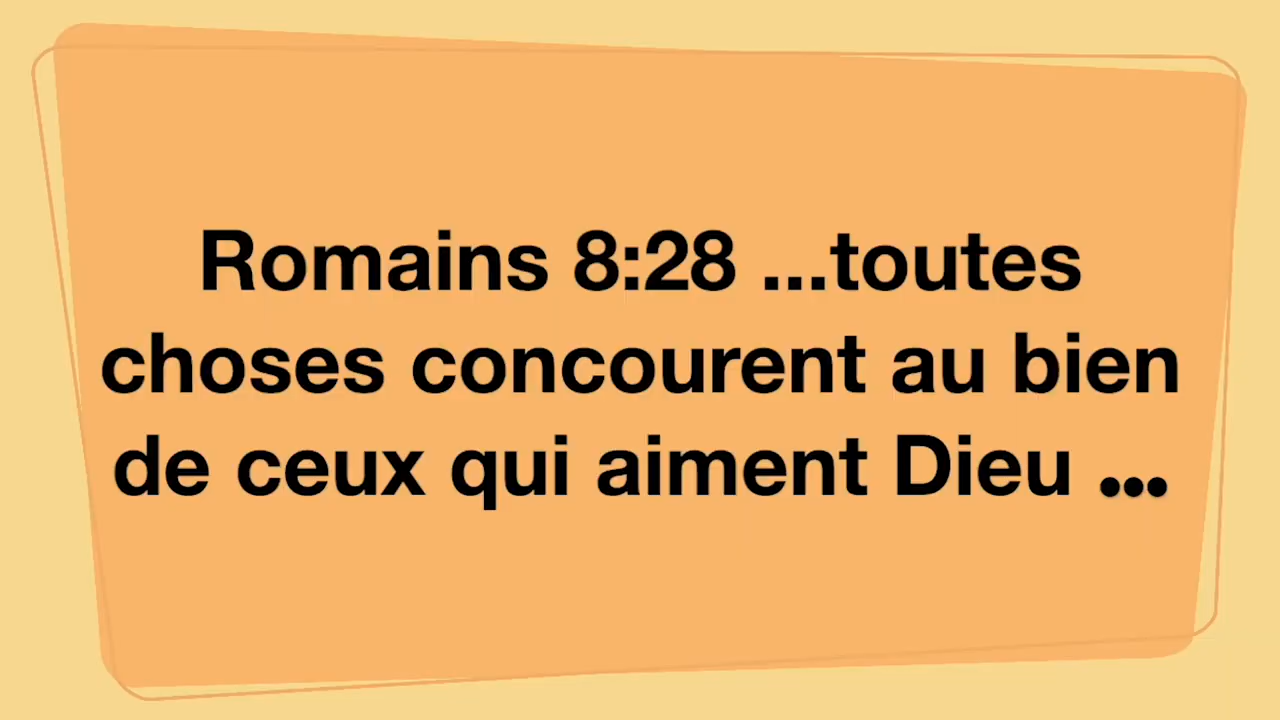 Romains 8:28 ...toutes
choses concourent au bien
de ceux qui aiment Dieu ...